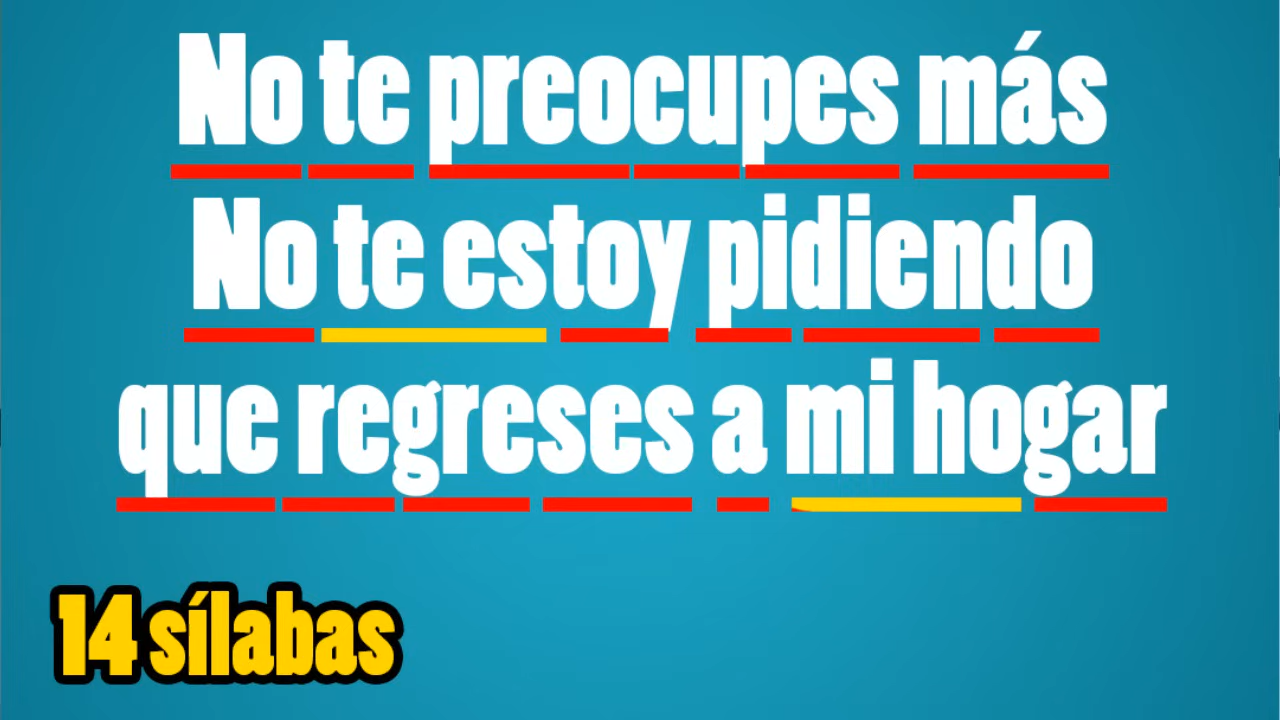 No te preocupes más
No te estoy pidiendo
que regreses a mi hogar
14 sílabas